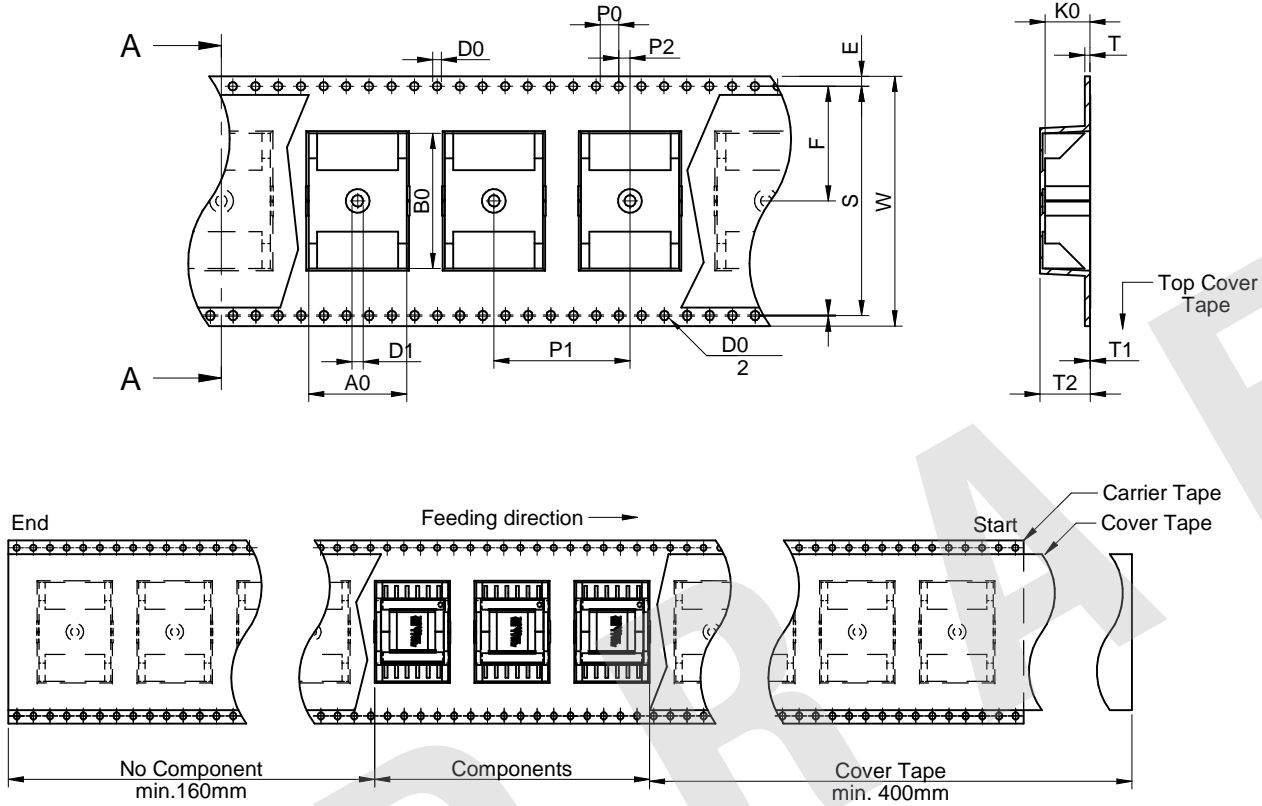 P0
K0
A
D0
P2
E
T
F
S
W
B0
Top Cover
Tape
D1
P1
D0
2
T1
A
A0
T2
Carrier Tape
End
Feeding direction
Start
Cover Tape
No Component
min.160mm
Components
Cover Tape
min. 400mm
DRAF